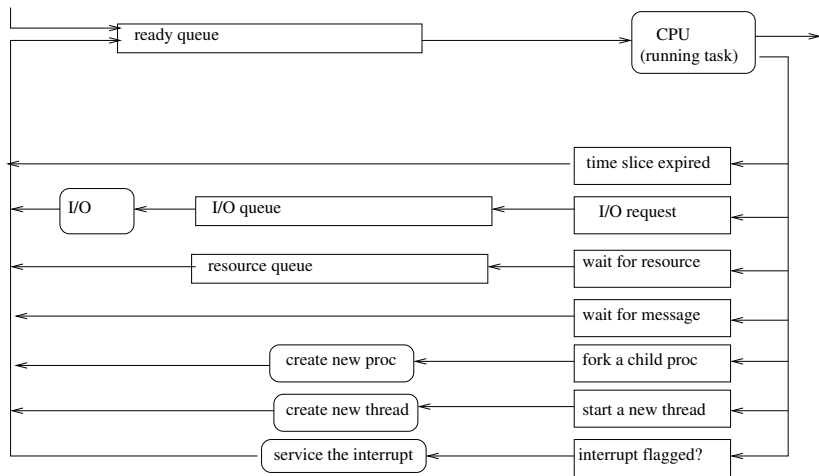 ready queue
CPU
(running task)
time slice expired
I/O
I/O queue
I/O request
resource queue
wait for resource
wait for message
create new proc
fork a child proc
create new thread
start a new thread
service the interrupt
interrupt flagged?